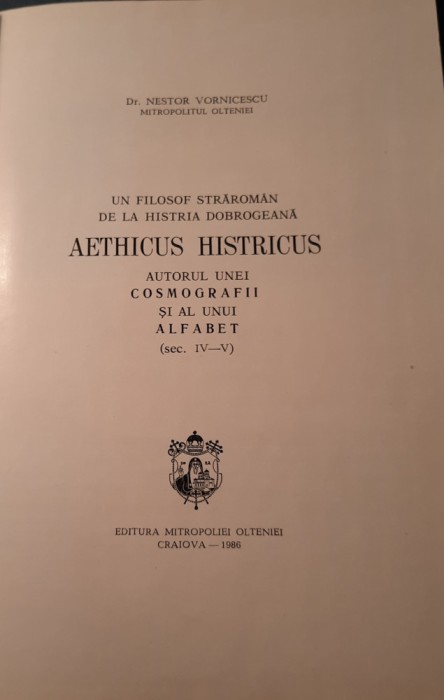 Dr. NESTOR VORNICESCU
MITROPOLITUL OLTENIEI
UN FILOSOF STRĂROMÂN
DE LA HISTRIA DOBROGEANĂ
AETHICUS HISTRICUS
AUTORUL UNEI
COSMOGRAFII
ȘI AL UNUI
ALFABET
(sec. IV—V)
EDITURA MITROPOLIEI OLTENIEI
CRAIOVA — 1986